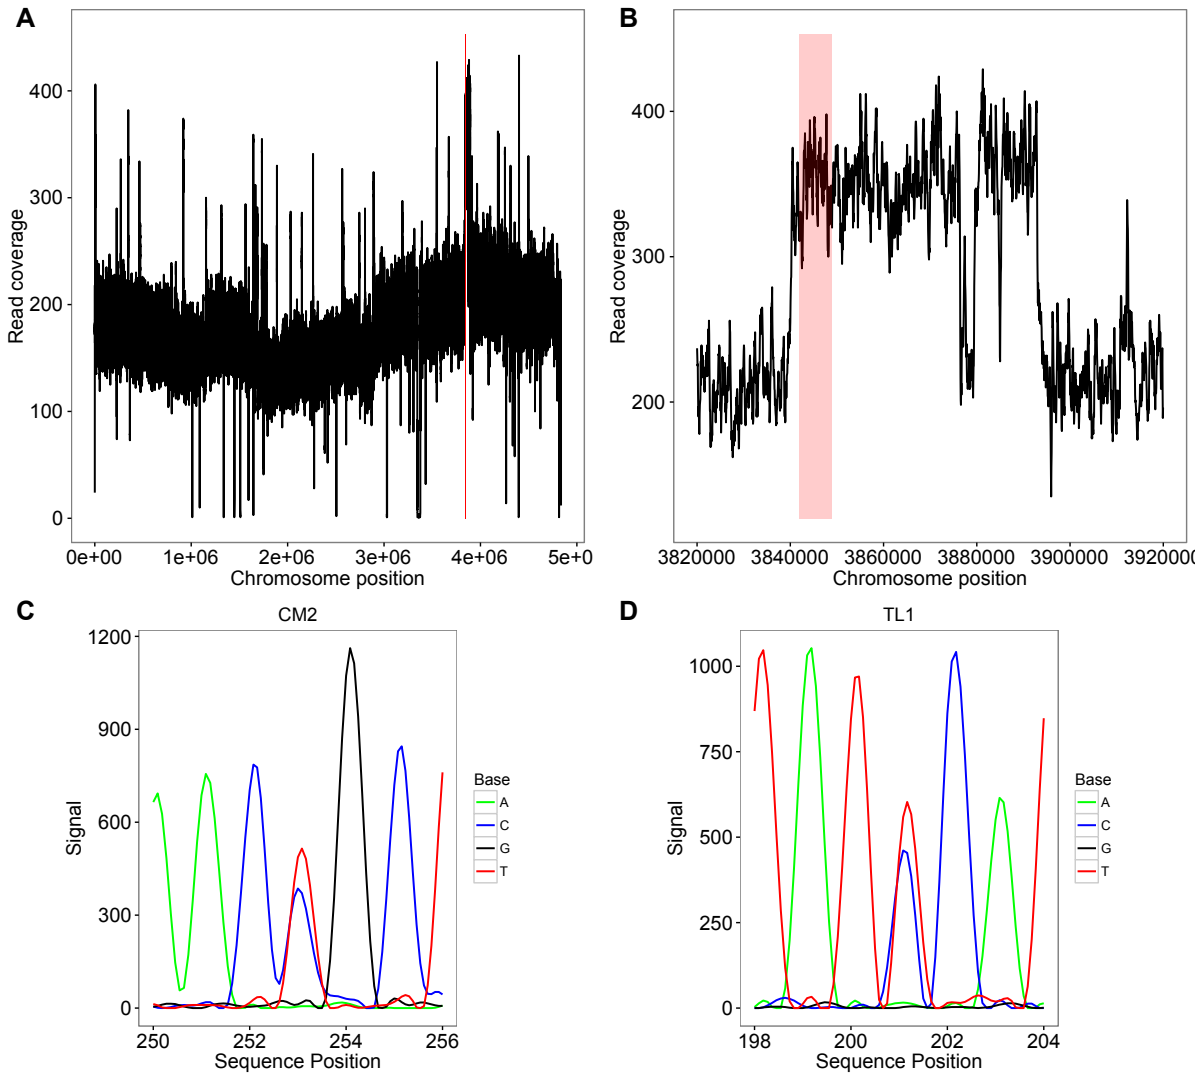 A
B
Read coverage
400
300
200
100
0
0e+00
1e+06
2e+06
3e+06
4e+06
5e+0
Chromosome position
Read coverage
400
300
200
3820000
3840000
3860000
3880000
3900000
392000
Chromosome position
C
D
CM2
Signal
1200
900
600
300
0
250
252
254
256
Sequence Position
Base
A
C
G
T
TL1
Signal
1000
750
500
250
0
198
200
202
204
Sequence Position
Base
A
C
G
T